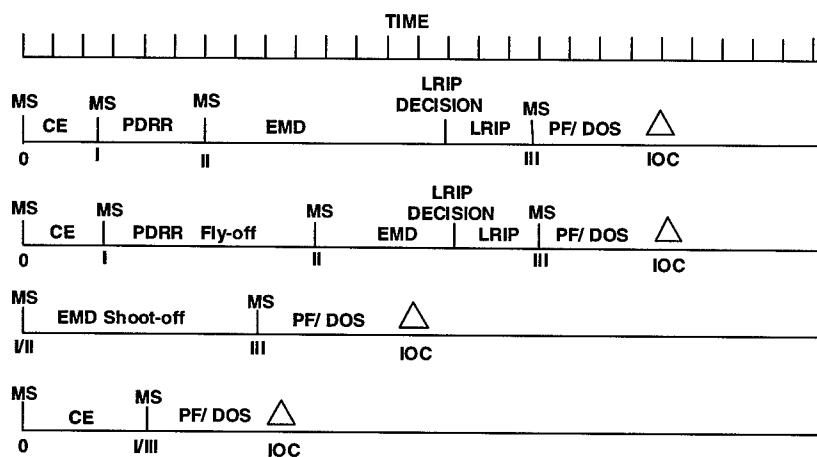 TIME
LRIP
MS MS MS DECISION MS
CE PDRR EMD LRIP PF/ DOS
0 I II III IOC
LRIP
MS MS MS DECISION MS
CE PDRR Fly-off EMD LRIP PF/ DOS
0 I II III IOC
MS MS
EMD Shoot-off PF/ DOS
I/II III IOC
MS MS
CE PF/ DOS
0 I/III IOC